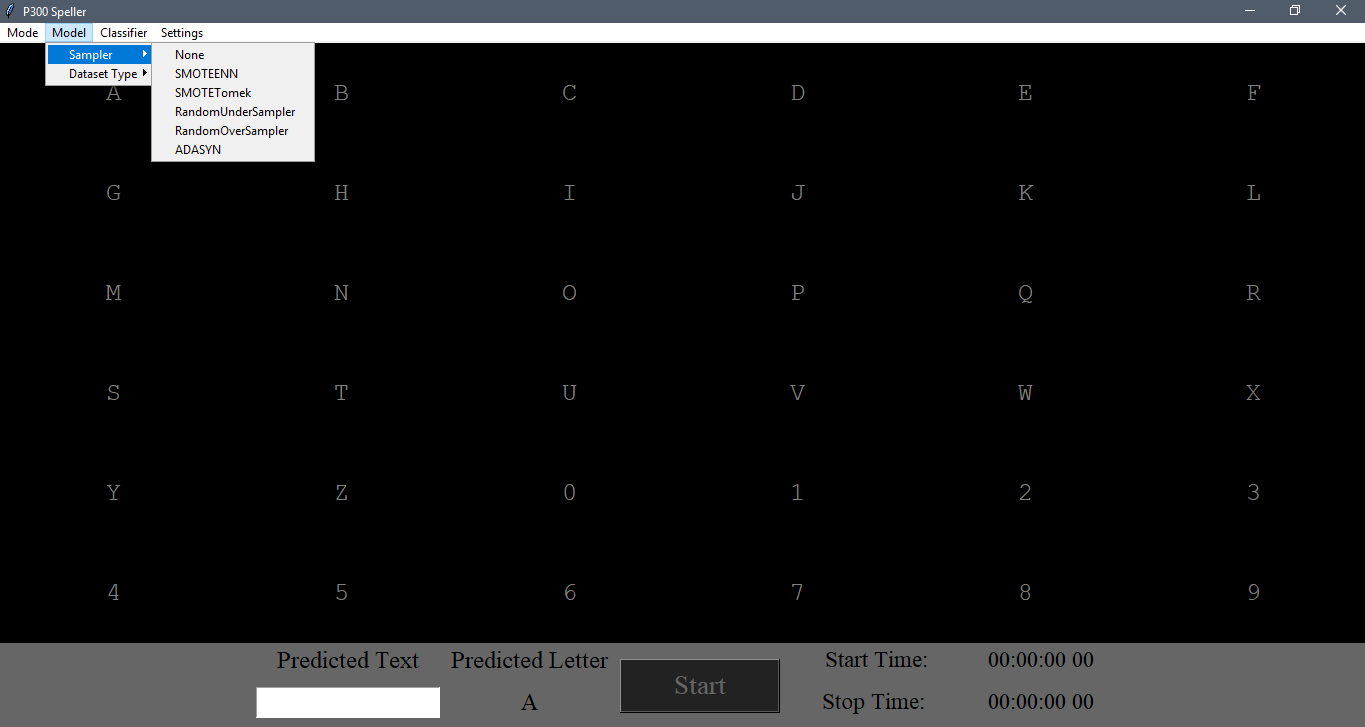 P300 Speller
Mode Model Classifier Settings
Sampler
Dataset Type
None
SMOTEENN
SMOTETomek
RandomUnderSampler
RandomOverSampler
ADASYN
A B C D E F
G H I J K L
M N O P Q R
S T U V W X
Y Z 0 1 2 3
4 5 6 7 8 9
Predicted Text Predicted Letter Start Start Time: 00:00:00 00
A Stop Time: 00:00:00 00